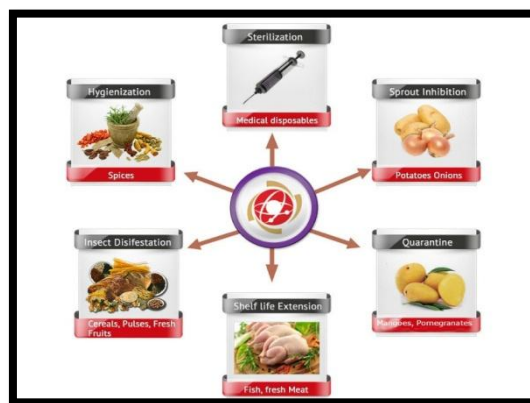 Sterilization
Medical disposables
Hygienization
Spices
Sprout Inhibition
Potatoes Onions
Insect Disifestation
Cereals, Pulses, Fresh
Fruits
Quarantine
Mangoes, Pomegranates
Shelf life Extension
Fish, fresh Meat